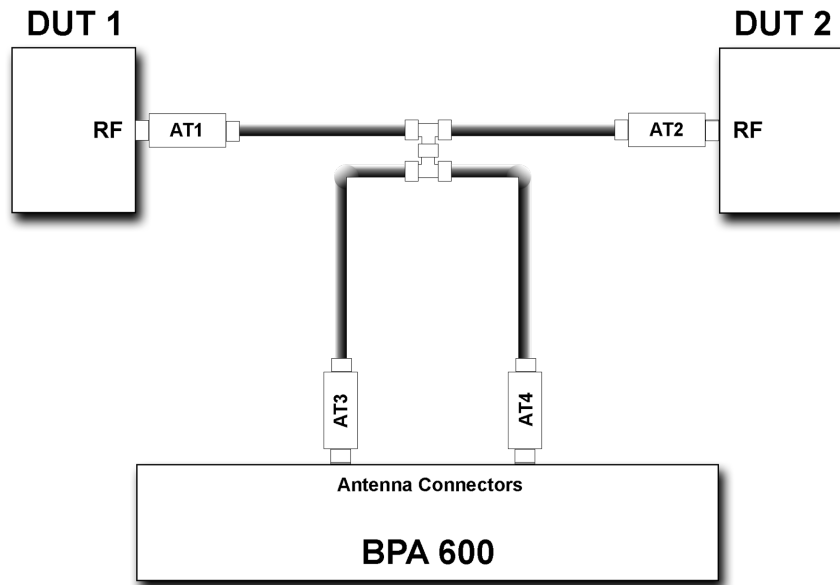 DUT 1
DUT 2
RF
AT1
AT2
RF
AT3
AT4
Antenna Connectors
BPA 600